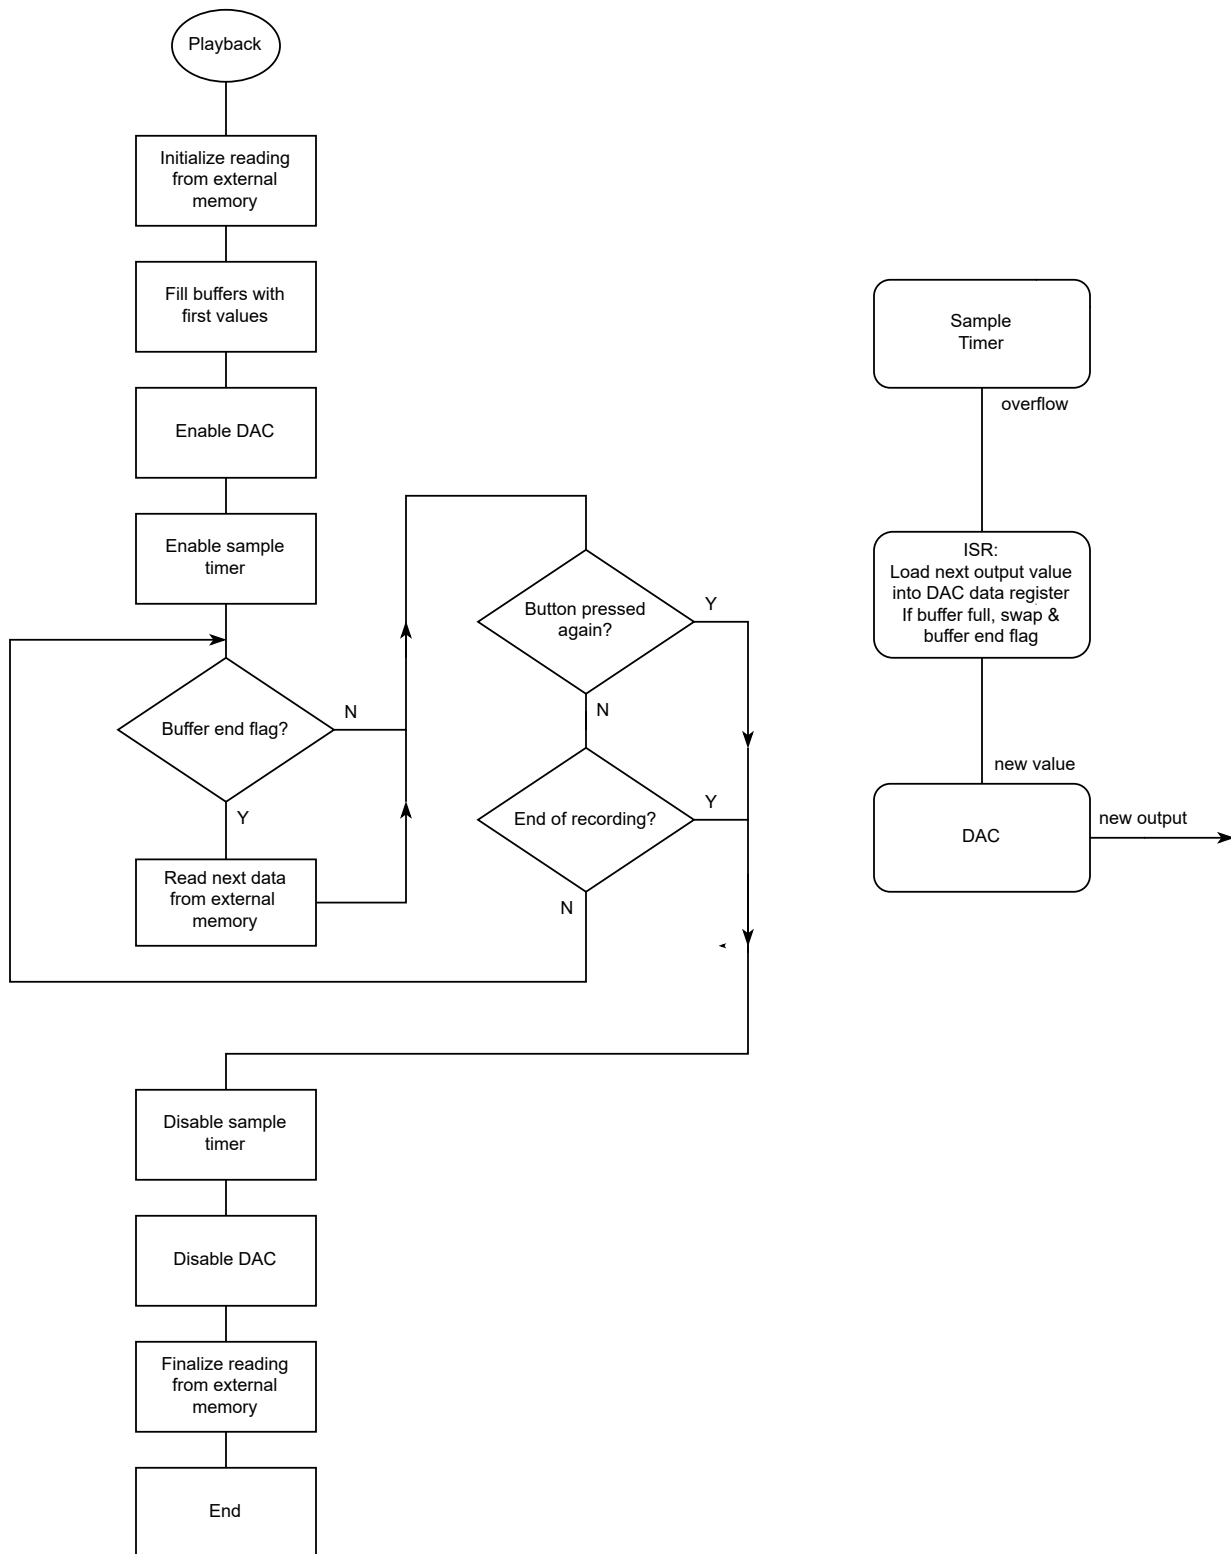 Playback
Initialize reading
from external
memory
Fill buffers with
first values
Enable DAC
Enable sample
timer
Buffer end flag?
N
Y
Read next data
from external
memory
Button pressed
again?
Y
N
End of recording?
Y
N
Disable sample
timer
Disable DAC
Finalize reading
from external
memory
End
Sample
Timer
overflow
ISR:
Load next output value
into DAC data register
If buffer full, swap &
buffer end flag
new value
DAC
new output